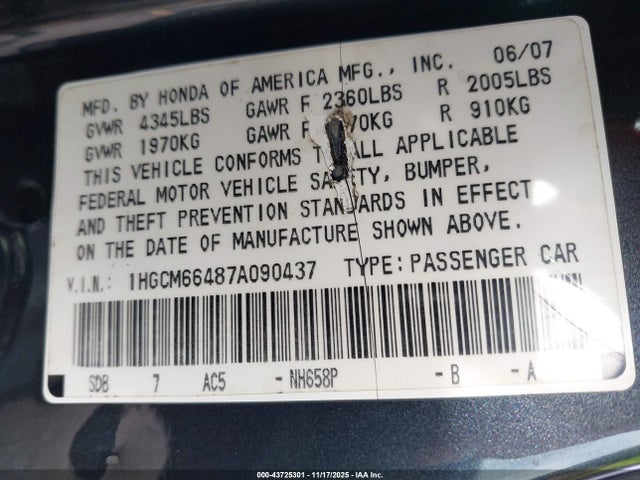 MFD. BY HONDA OF AMERICA MFG., INC. 06/07
GVWR 4345LBS GAWR F 2360LBS R 2005LBS
GVWR 1970KG GAWR R 910KG
THIS VEHICLE CONFORMS ALL APPLICABLE
FEDERAL MOTOR VEHICLE BUMPER,
AND THEFT PREVENTION STANDARDS IN EFFECT
ON THE DATE OF MANUFACTURE SHOWN ABOVE.
V.I.N.: 1HGCM66487A090437 TYPE: PASSENGER CAR
SDB 7 AC5 - NH658P - B - A
000-43725301 - 11/17/2025 - IAA Inc.